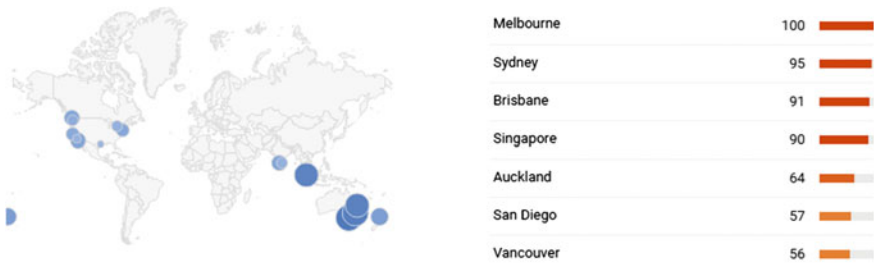 Melbourne 100
Sydney 95
Brisbane 91
Singapore 90
Auckland 64
San Diego 57
Vancouver 56